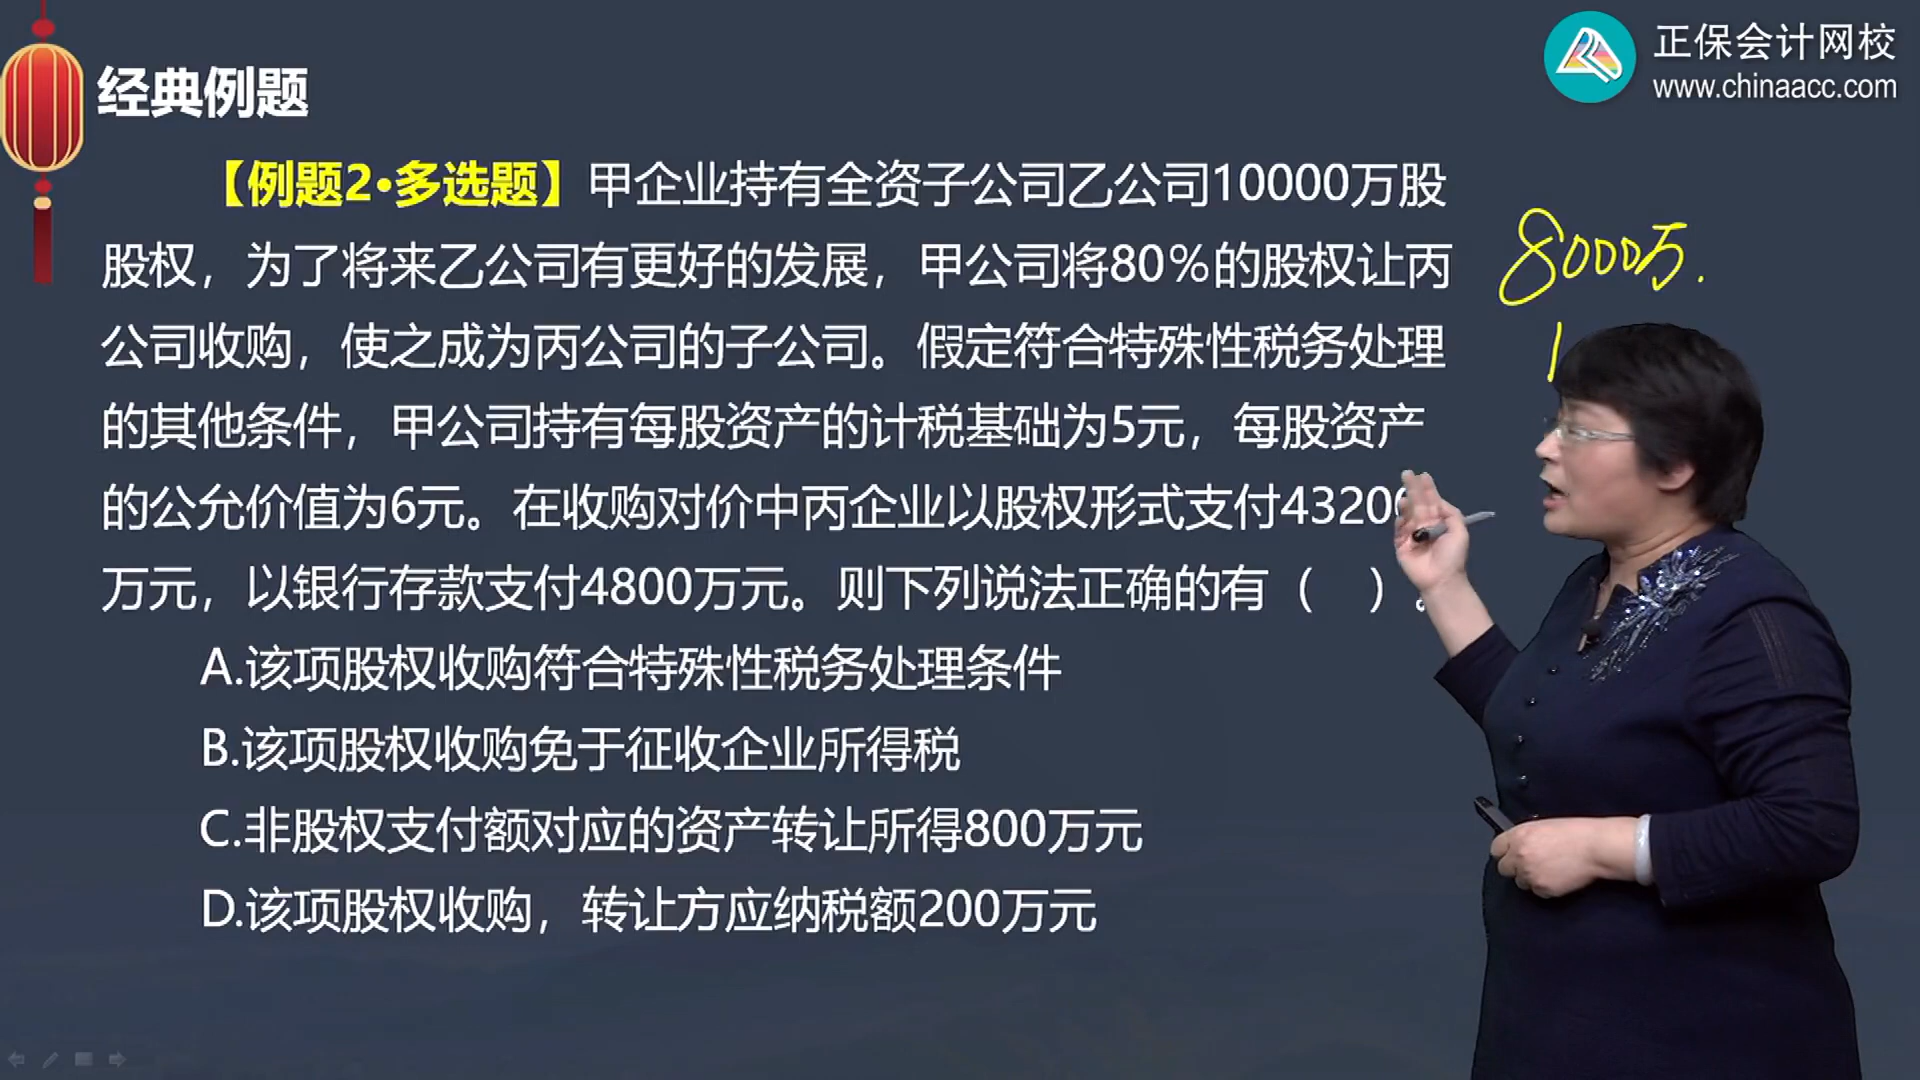 正保会计网校
www.chinaacc.com
经典例题
【例题2•多选题】甲企业持有全资子公司乙公司10000万股
股权，为了将来乙公司有更好的发展，甲公司将80%的股权让丙
公司收购，使之成为丙公司的子公司。假定符合特殊性税务处理
的其他条件，甲公司持有每股资产的计税基础为5元，每股资产
的公允价值为6元。在收购对价中丙企业以股权形式支付4320
万元，以银行存款支付4800万元。则下列说法正确的有（ ）。
A.该项股权收购符合特殊性税务处理条件
B.该项股权收购免于征收企业所得税
C.非股权支付额对应的资产转让所得800万元
D.该项股权收购，转让方应纳税额200万元
8000万.